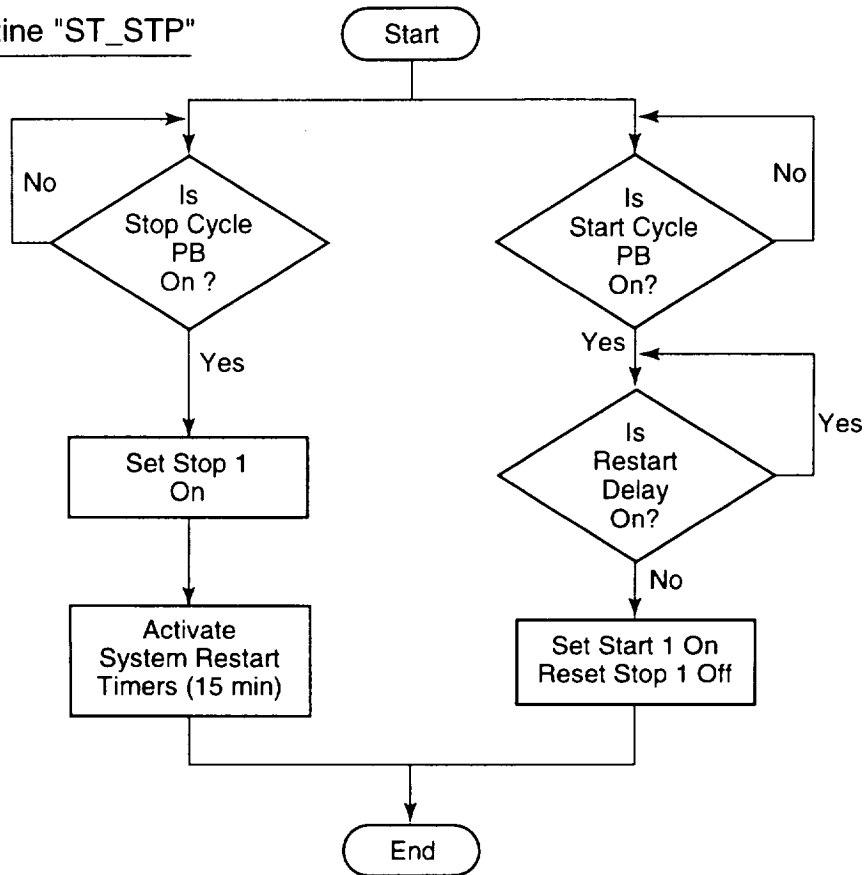 tine "ST_STP"
Start
No
Is
Stop Cycle
PB
On ?
Yes
Set Stop 1
On
Activate
System Restart
Timers (15 min)
Is
Start Cycle
PB
On?
No
Yes
Is
Restart
Delay
On?
Yes
No
Set Start 1 On
Reset Stop 1 Off
End